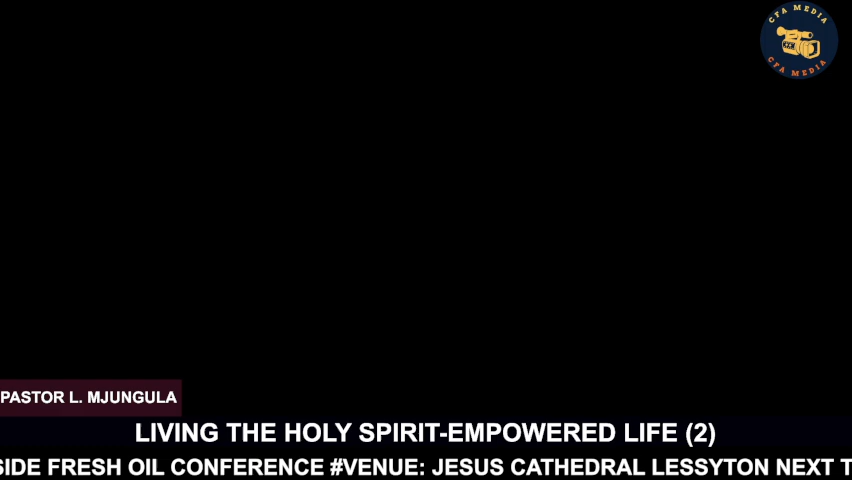 CFA MEDIA
CFA MEDIA
PASTOR L. MJUNGULA
LIVING THE HOLY SPIRIT-EMPOWERED LIFE (2)
SIDE FRESH OIL CONFERENCE #VENUE: JESUS CATHEDRAL LESSYTON NEXT T